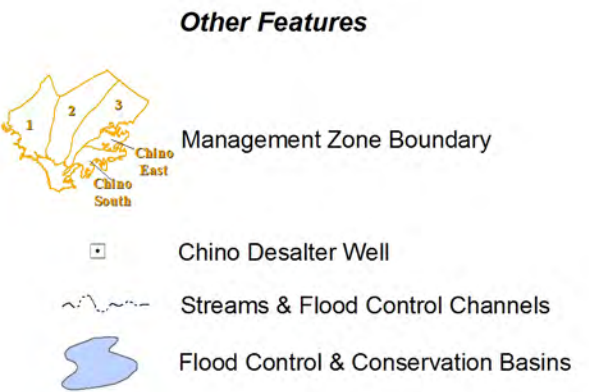 Other Features
1 2 3
Chino
East
Chino
South
Management Zone Boundary
Chino Desalter Well
Streams & Flood Control Channels
Flood Control & Conservation Basins